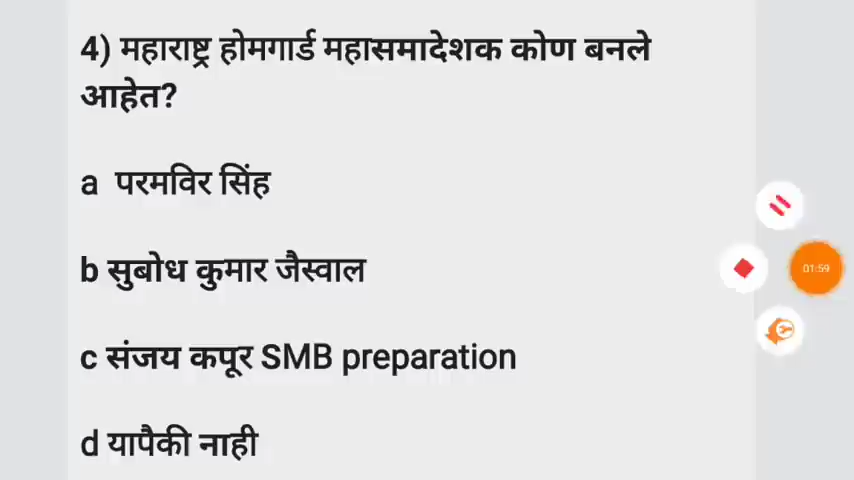 4) महाराष्ट्र होमगार्ड महासमादेशक कोण बनले
आहेत?
a परमविर सिंह
b सुबोध कुमार जैस्वाल
c संजय कपूर SMB preparation
d यापैकी नाही
01:59